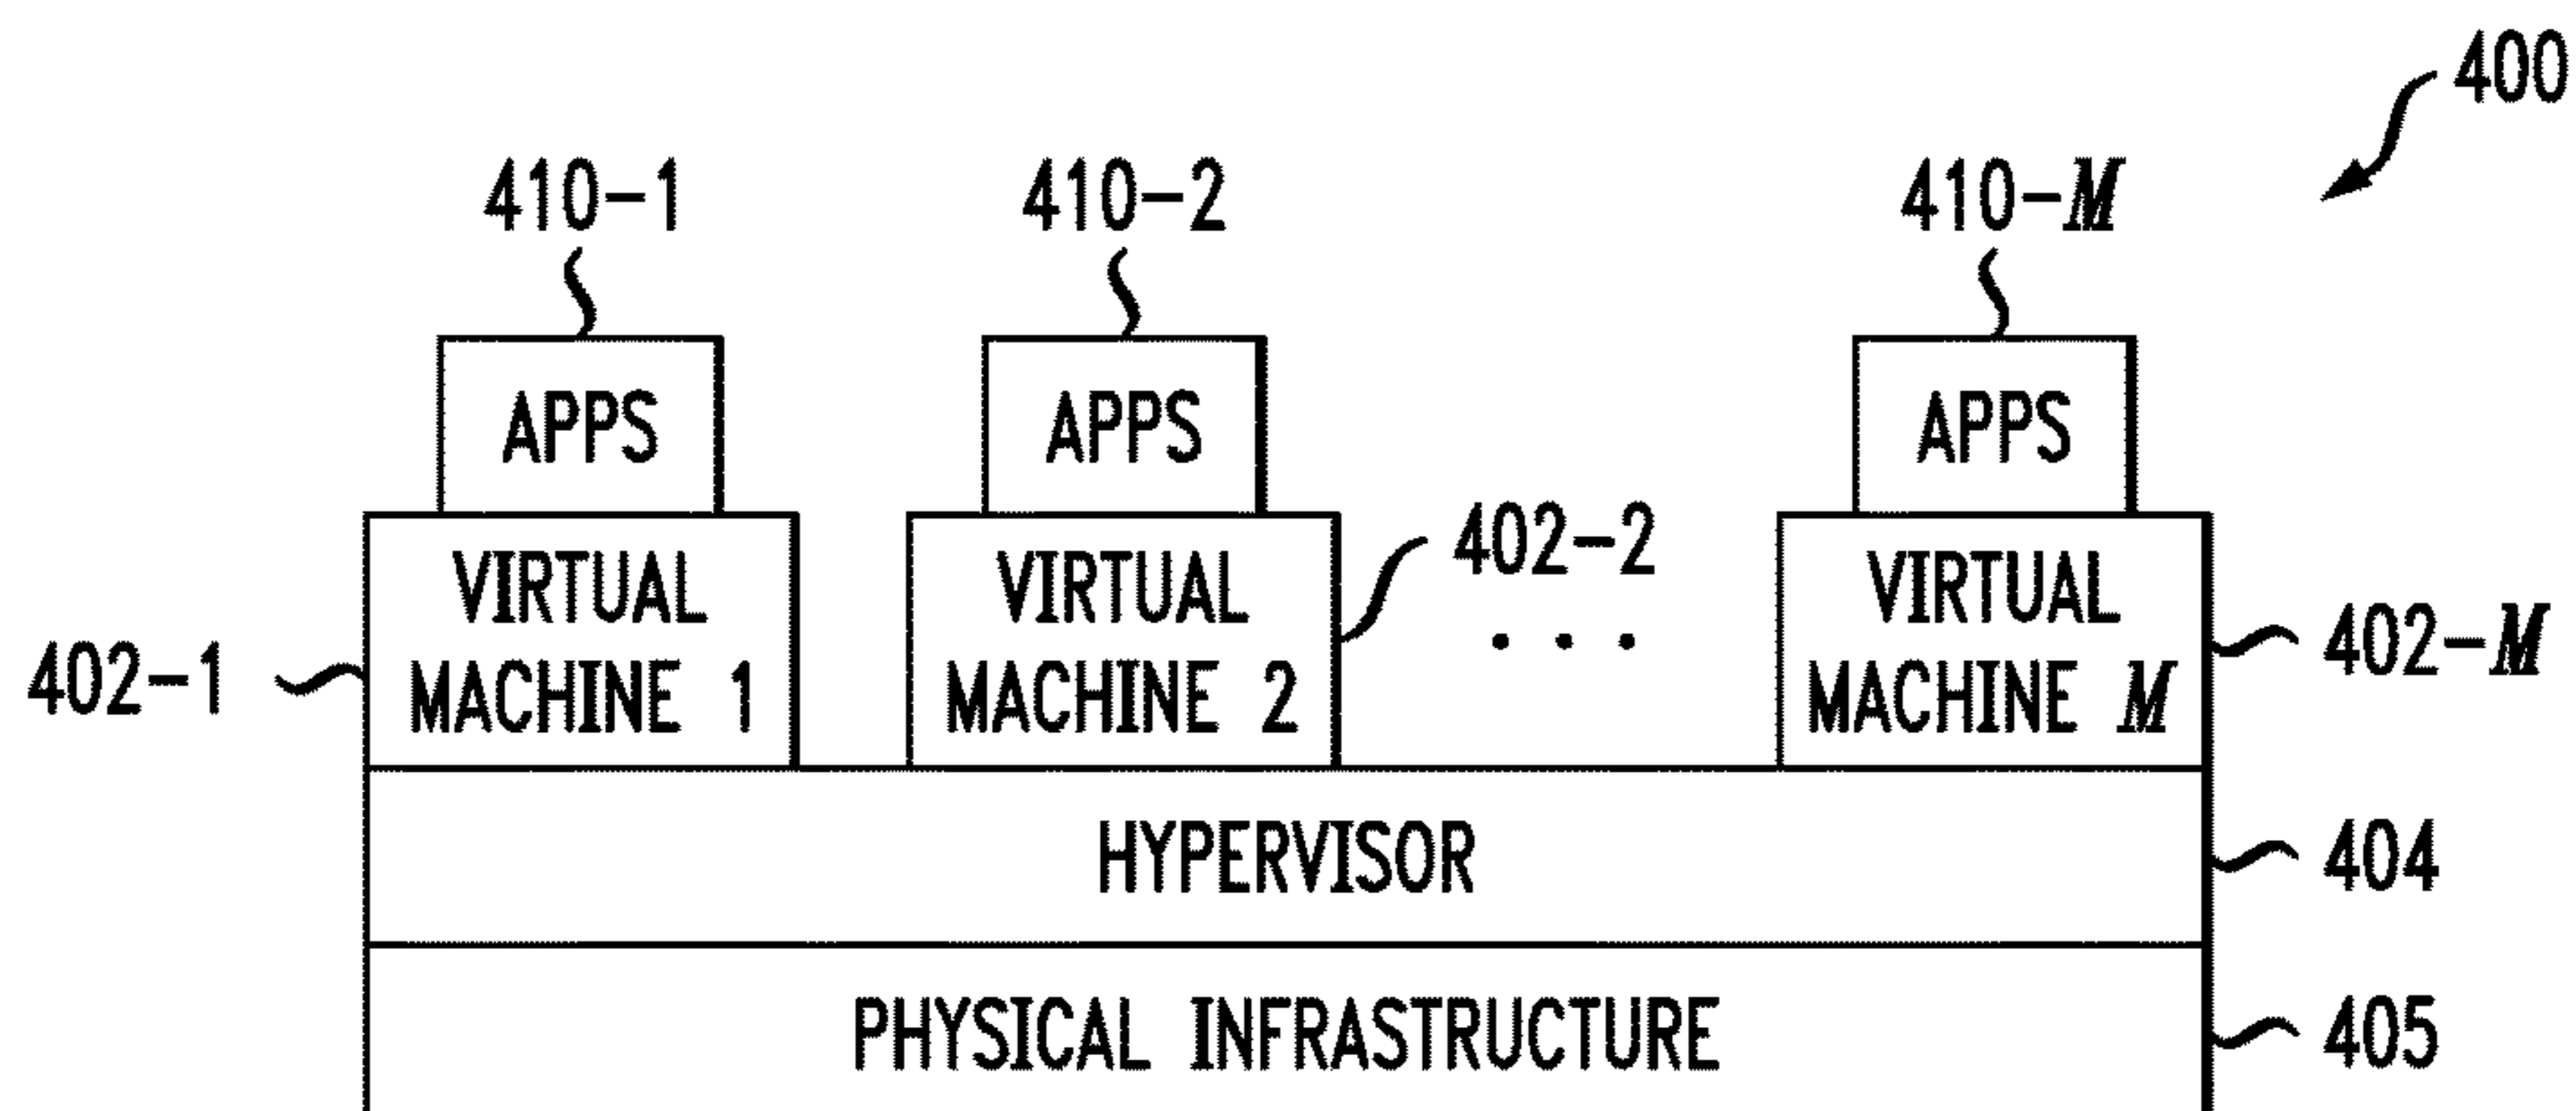 400
410-1 410-2 410-M
APPS APPS APPS
402-2
VIRTUAL VIRTUAL VIRTUAL
402-1 MACHINE 1 MACHINE 2 . . . MACHINE M 402-M
HYPERVISOR 404
PHYSICAL INFRASTRUCTURE 405